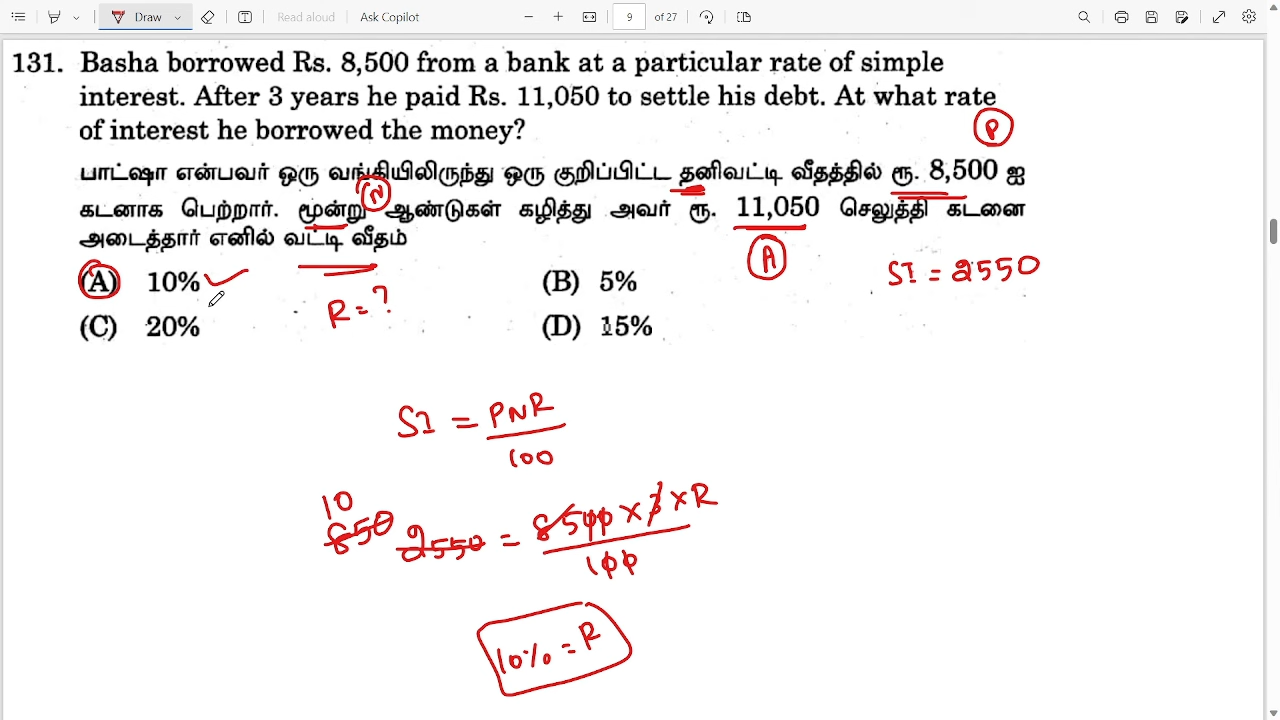 Draw Read aloud Ask Copilot 9 of 27
131. Basha borrowed Rs. 8,500 from a bank at a particular rate of simple
interest. After 3 years he paid Rs. 11,050 to settle his debt. At what rate
of interest he borrowed the money?
P
பாட்ஷா என்பவர் ஒரு வங்கியிலிருந்து ஒரு குறிப்பிட்ட தனிவட்டி வீதத்தில் ரூ. 8,500 ஐ
N
கடனாக பெற்றார். மூன்று ஆண்டுகள் கழித்து அவர் ரூ. 11,050 செலுத்தி கடனை
அடைத்தார் எனில் வட்டி வீதம்
A
SI = 2550
(A) 10% (B) 5%
R = ?
(C) 20% (D) 15%
SI = PNR
100
10
850 2550 = 8500 × 3 × R
100
10% = R